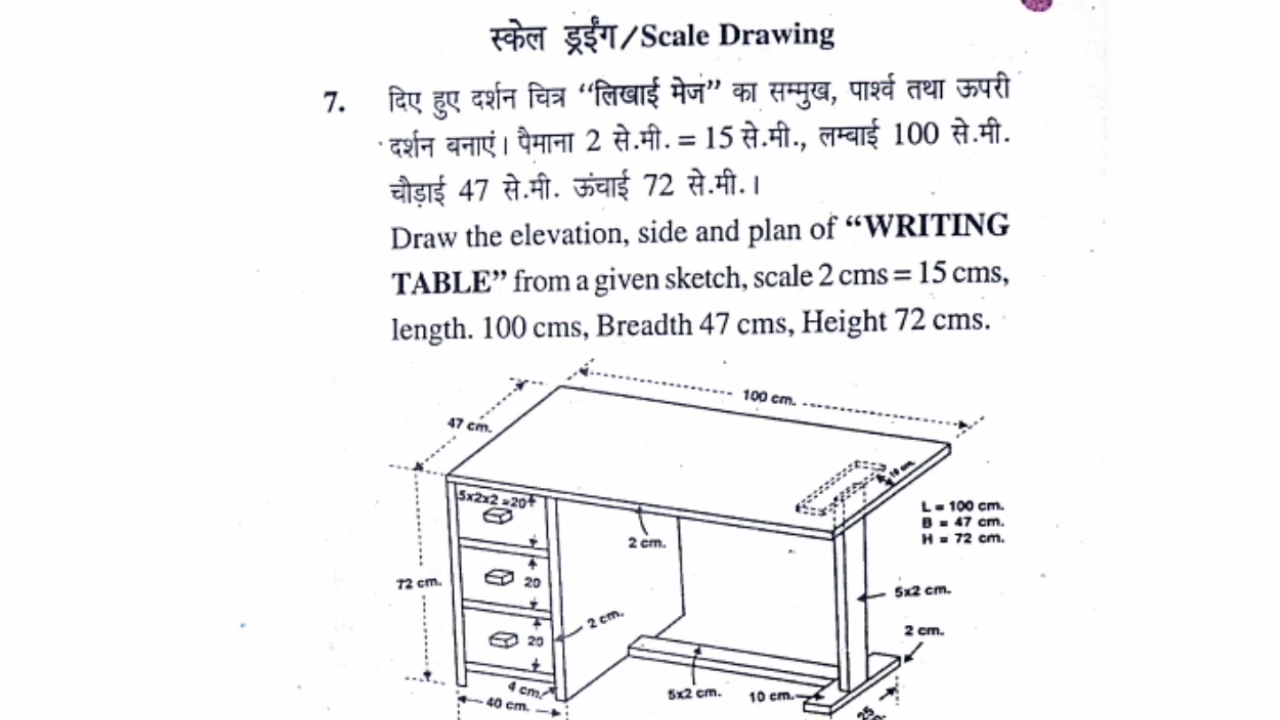 स्केल ड्रईंग/Scale Drawing
7. दिए हुए दर्शन चित्र “लिखाई मेज” का सम्मुख, पार्श्व तथा ऊपरी
दर्शन बनाएं। पैमाना 2 से.मी. = 15 से.मी., लम्बाई 100 से.मी.
चौड़ाई 47 से.मी. ऊंचाई 72 से.मी.।
Draw the elevation, side and plan of “WRITING
TABLE” from a given sketch, scale 2 cms = 15 cms,
length. 100 cms, Breadth 47 cms, Height 72 cms.
100 cm.
47 cm.
5x2x2 =20
L = 100 cm.
B = 47 cm.
H = 72 cm.
2 cm.
72 cm.
20
5x2 cm.
2 cm.
2 cm.
20
4 cm.
5x2 cm.
10 cm.
40 cm.
25